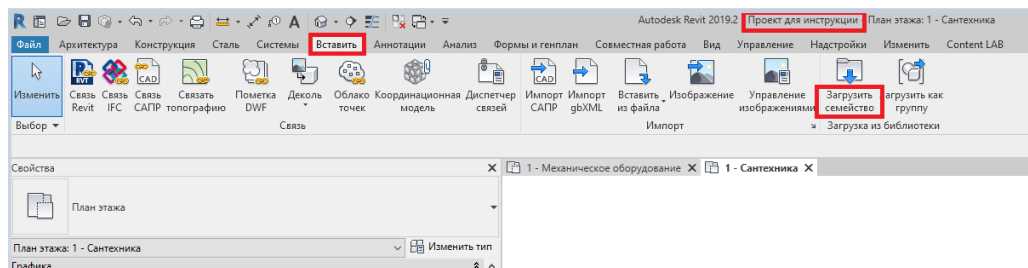 Autodesk Revit 2019.2 Проект для инструкции - План этажа: 1 - Сантехника
Файл Архитектура Конструкция Сталь Системы Вставить Аннотации Анализ Формы и генплан Совместная работа Вид Управление Надстройки Изменить Content LAB
Изменить Связь Связь Связь Связать Пометка Деколь Облако Координационная Диспетчер Импорт Импорт Вставить Изображение Управление Загрузить Загрузить как
Revit IFC САПР топографию DWF точек модель связей САПР gbXML из файла изображениями семейство группу
Выбор Связь Импорт Загрузка из библиотеки
Свойства 1 - Механическое оборудование 1 - Сантехника
План этажа
План этажа: 1 - Сантехника Изменить тип
Графика